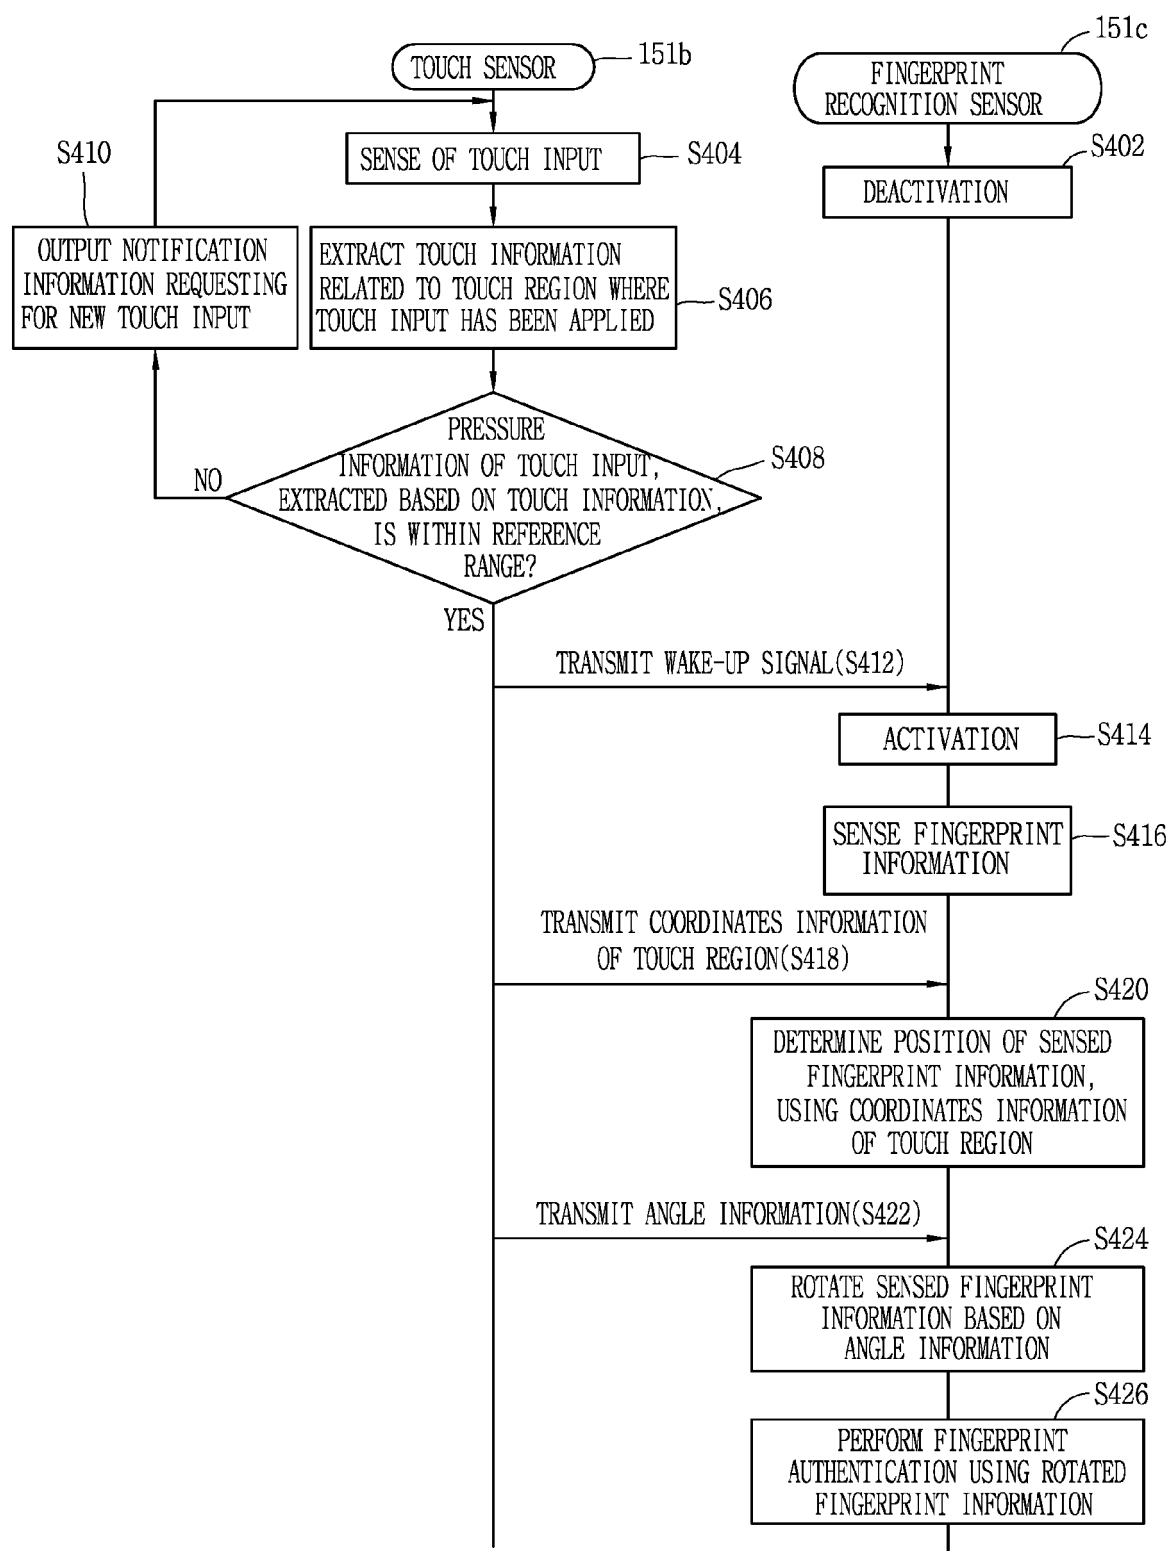 TOUCH SENSOR
151b
151c
FINGERPRINT
RECOGNITION SENSOR
S410
SENSE OF TOUCH INPUT
S404
S402
DEACTIVATION
OUTPUT NOTIFICATION
INFORMATION REQUESTING
FOR NEW TOUCH INPUT
EXTRACT TOUCH INFORMATION
RELATED TO TOUCH REGION WHERE
TOUCH INPUT HAS BEEN APPLIED
S406
PRESSURE
INFORMATION OF TOUCH INPUT,
EXTRACTED BASED ON TOUCH INFORMATION,
IS WITHIN REFERENCE
RANGE?
S408
NO
YES
TRANSMIT WAKE-UP SIGNAL(S412)
ACTIVATION
S414
SENSE FINGERPRINT
INFORMATION
S416
TRANSMIT COORDINATES INFORMATION
OF TOUCH REGION(S418)
S420
DETERMINE POSITION OF SENSED
FINGERPRINT INFORMATION,
USING COORDINATES INFORMATION
OF TOUCH REGION
TRANSMIT ANGLE INFORMATION(S422)
S424
ROTATE SENSED FINGERPRINT
INFORMATION BASED ON
ANGLE INFORMATION
S426
PERFORM FINGERPRINT
AUTHENTICATION USING ROTATED
FINGERPRINT INFORMATION